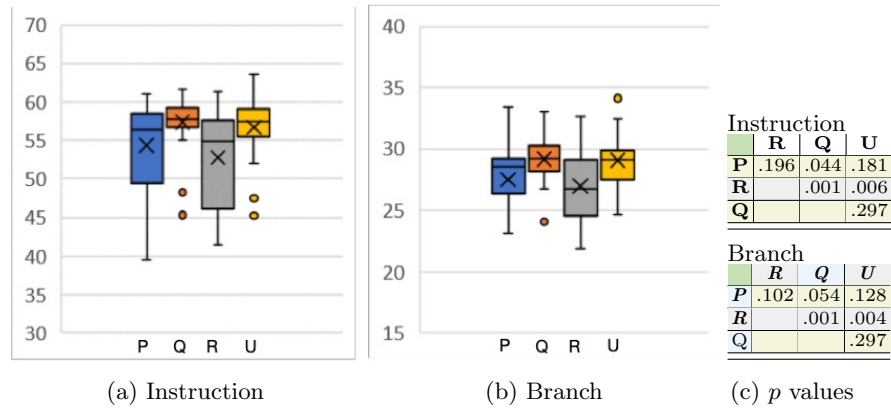 70
65
60
55
50
45
40
35
30
P Q R U
(a) Instruction
40
35
30
25
20
15
P Q R U
(b) Branch
Instruction
R Q U
P .196 .044 .181
R .001 .006
Q .297
Branch
R Q U
P .102 .054 .128
R .001 .004
Q .297
(c) p values